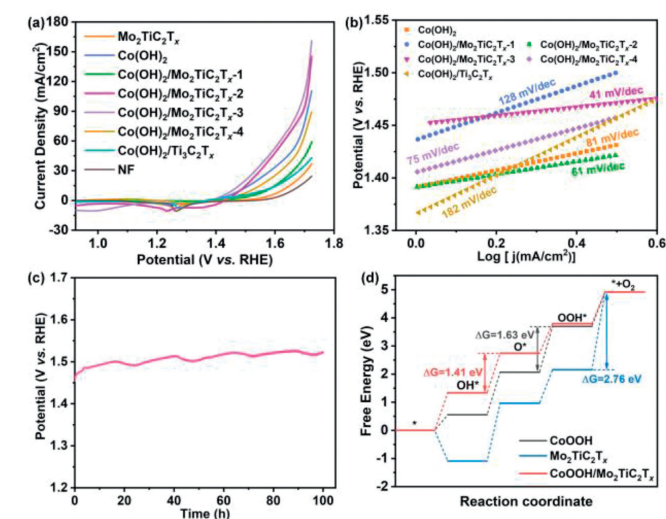 (a)
Mo2TiC2Tx
Co(OH)2
Co(OH)2/Mo2TiC2Tx-1
Co(OH)2/Mo2TiC2Tx-2
Co(OH)2/Mo2TiC2Tx-3
Co(OH)2/Mo2TiC2Tx-4
Co(OH)2/Ti3C2Tx
NF
Current Density (mA/cm²)
180
150
120
90
60
30
0
-30
1.0 1.2 1.4 1.6 1.8
Potential (V vs. RHE)
(b)
Co(OH)2
Co(OH)2/Mo2TiC2Tx-1 Co(OH)2/Mo2TiC2Tx-2
Co(OH)2/Mo2TiC2Tx-3 Co(OH)2/Mo2TiC2Tx-4
Co(OH)2/Ti3C2Tx
128 mV/dec
41 mV/dec
75 mV/dec
81 mV/dec
61 mV/dec
182 mV/dec
Potential (V vs. RHE)
1.55
1.50
1.45
1.40
1.35
0.0 0.2 0.4 0.6
Log [ j(mA/cm²)]
(c)
Potential (V vs. RHE)
1.7
1.6
1.5
1.4
1.3
1.2
0 20 40 60 80 100
Time (h)
(d)
*+O2
OOH*
ΔG=1.63 eV
O*
ΔG=1.41 eV
OH*
ΔG=2.76 eV
*
CoOOH
Mo2TiC2Tx
CoOOH/Mo2TiC2Tx
Free Energy (eV)
5
4
3
2
1
0
-1
-2
Reaction coordinate